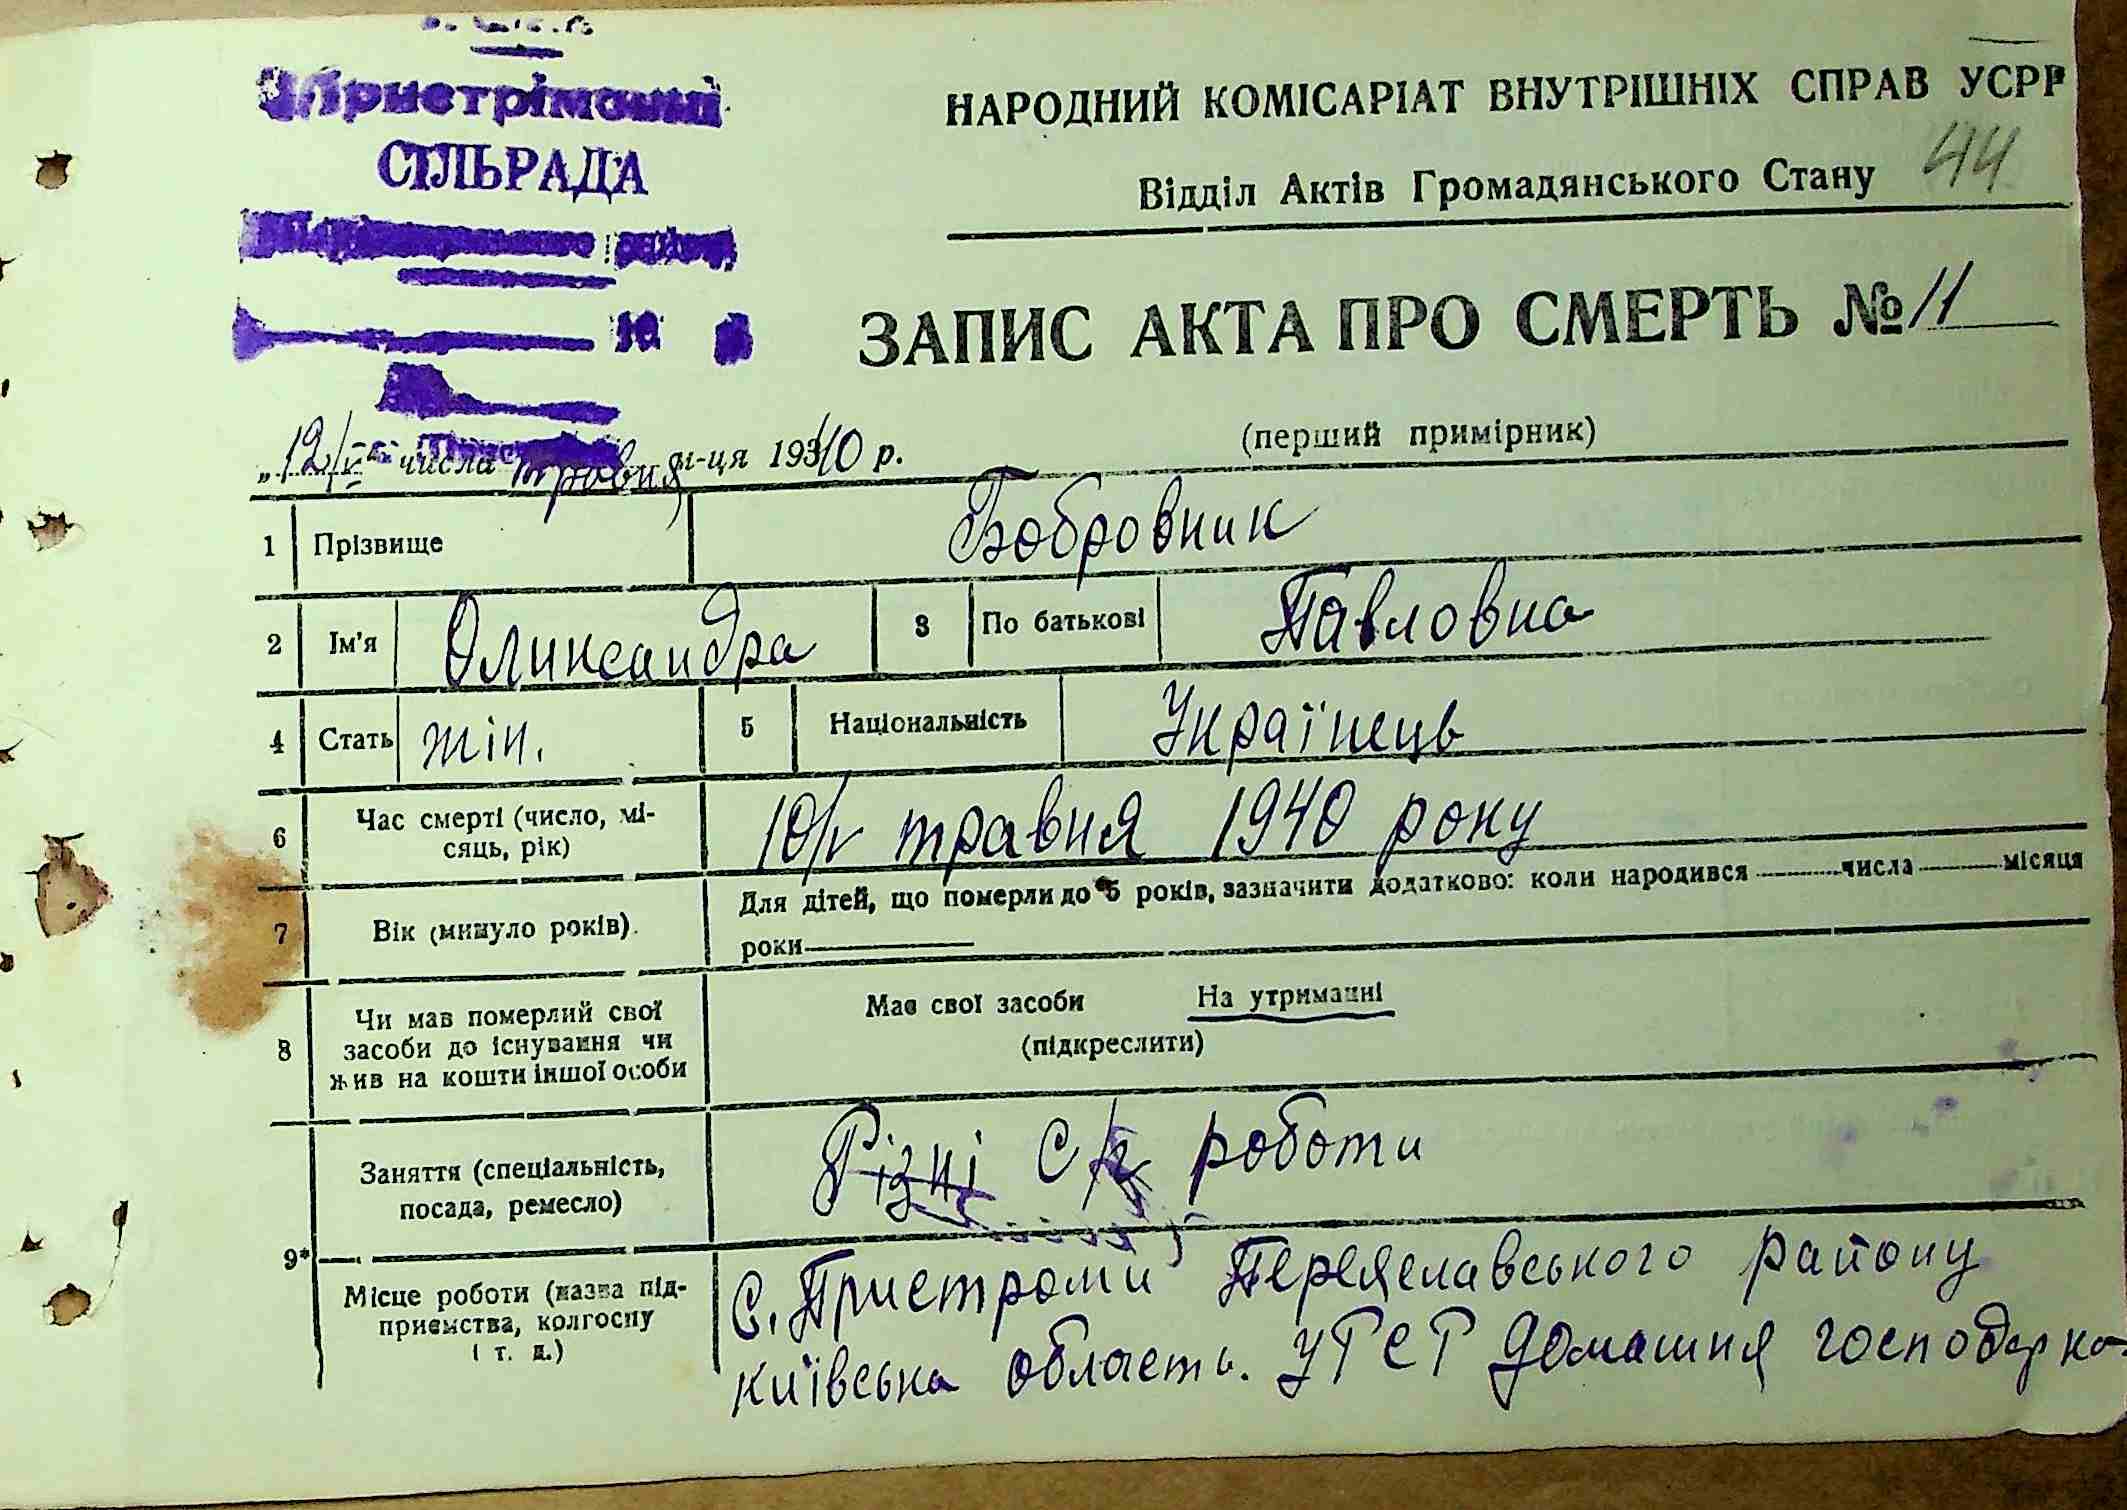 СІЛЬРАДА
НАРОДНИЙ КОМІСАРІАТ ВНУТРІШНІХ СПРАВ УСРР
Відділ Актів Громадянського Стану 44
ЗАПИС АКТА ПРО СМЕРТЬ № 11
(перший примірник)
„12/V числа травня м-ця 1940 р.
1 Прізвище Бобровник
2 Ім'я Олинсандра 3 По батькові Павловна
4 Стать жін. 5 Національність Українець
6 Час смерті (число, мі-
сяць, рік) 10/V травня 1940 року
7 Вік (минуло років). Для дітей, що померли до 5 років, зазначити додатково: коли народився числа місяця
роки
8 Чи мав померлий свої
засоби до існування чи
жив на кошти іншої особи
Має свої засоби На утриманні
(підкреслити)
9* Заняття (спеціальність,
посада, ремесло) Різні с/г роботи
Місце роботи (назва під-
приємства, колгоспу
і т. д.)
с. Пристроми Переяславського району
київська область. УРСР Домашня господарка